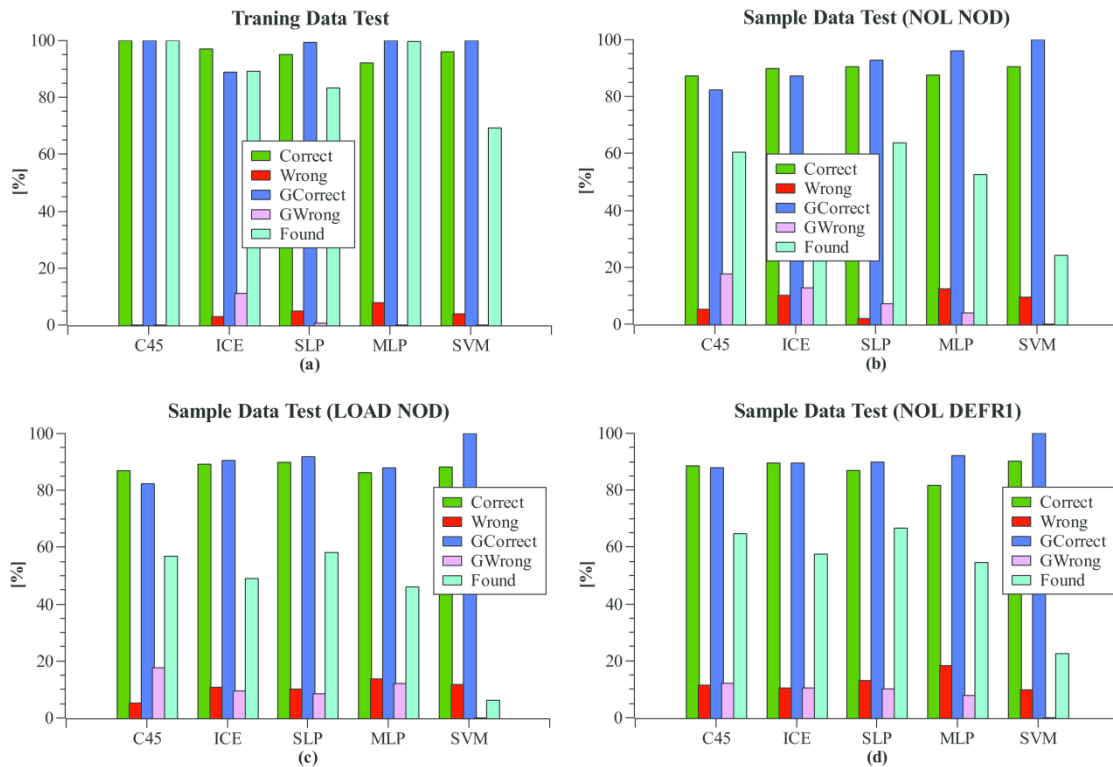 Traning Data Test
100
80
60
40
20
0
[%]
Correct
Wrong
GCorrect
GWrong
Found
C45 ICE SLP MLP SVM
(a)
Sample Data Test (NOL NOD)
100
80
60
40
20
0
[%]
Correct
Wrong
GCorrect
GWrong
Found
C45 ICE SLP MLP SVM
(b)
Sample Data Test (LOAD NOD)
100
80
60
40
20
0
[%]
Correct
Wrong
GCorrect
GWrong
Found
C45 ICE SLP MLP SVM
(c)
Sample Data Test (NOL DEFR1)
100
80
60
40
20
0
[%]
Correct
Wrong
GCorrect
GWrong
Found
C45 ICE SLP MLP SVM
(d)